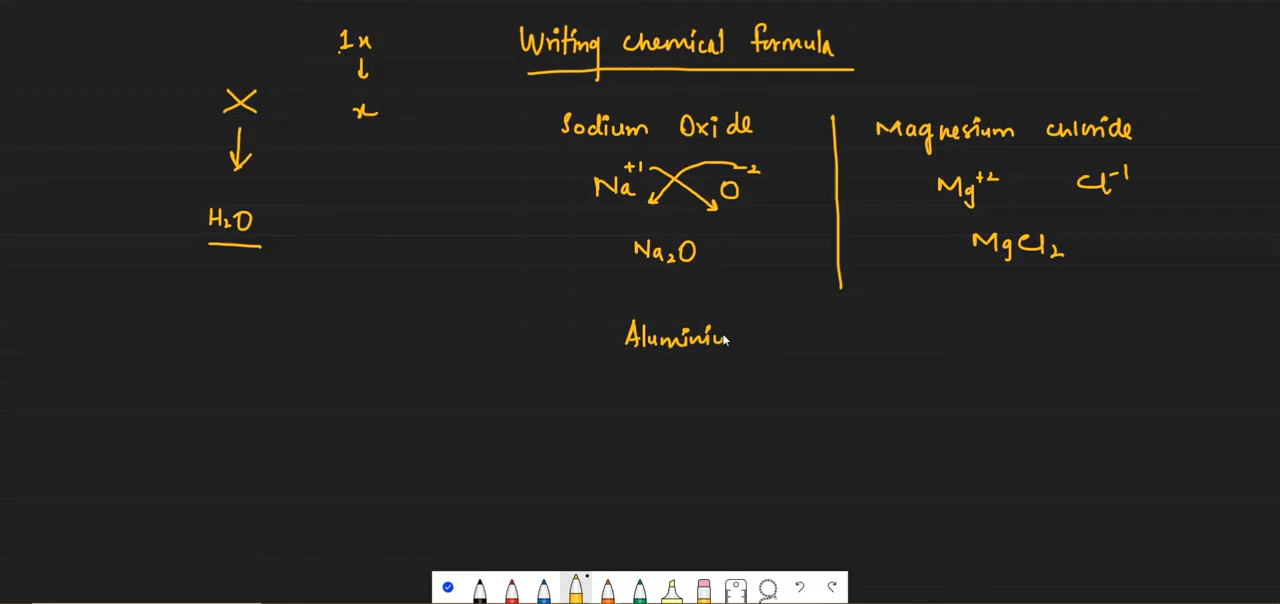 1x
Writing chemical formula
x
Sodium Oxide
Magnesium chloride
Na+1 O-2
Mg+2 Cl-1
H₂O
Na₂O
MgCl₂
Aluminiu